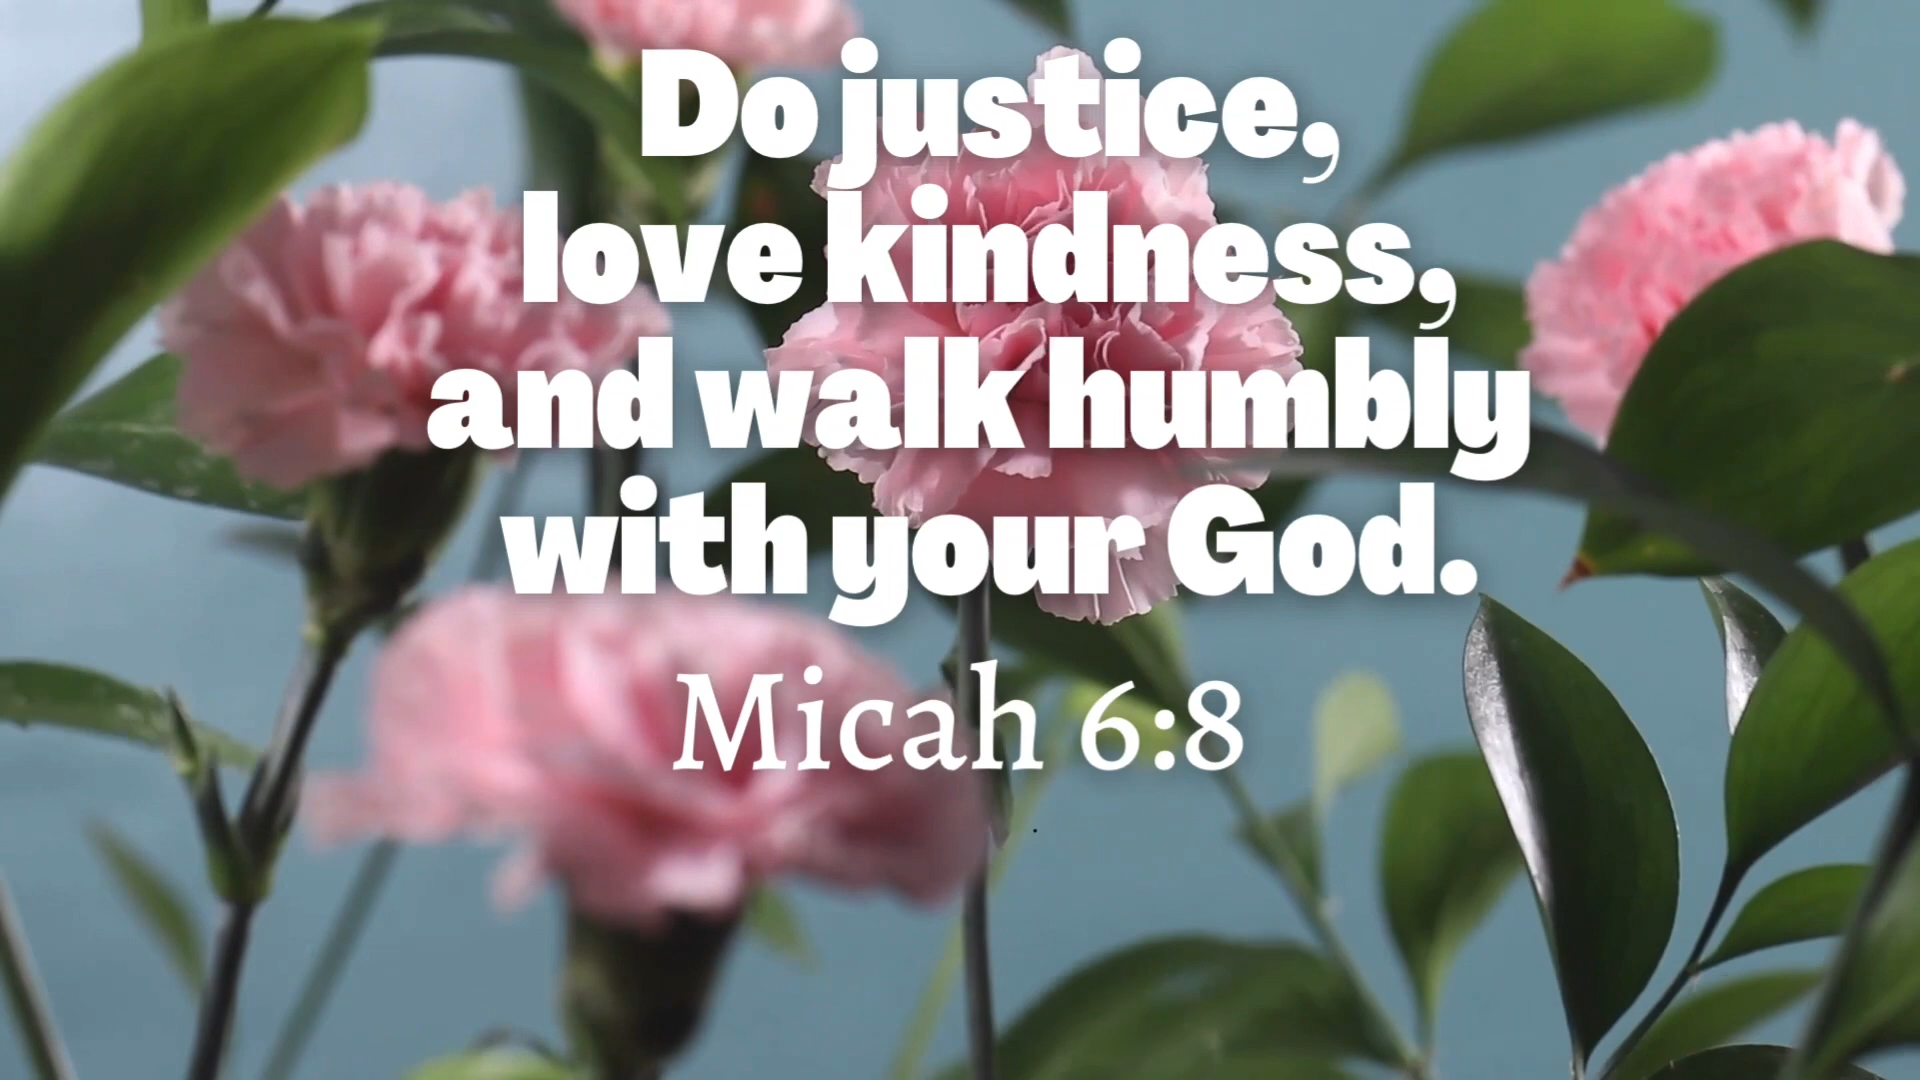 Do justice,
love kindness,
and walk humbly
with your God.
Micah 6:8